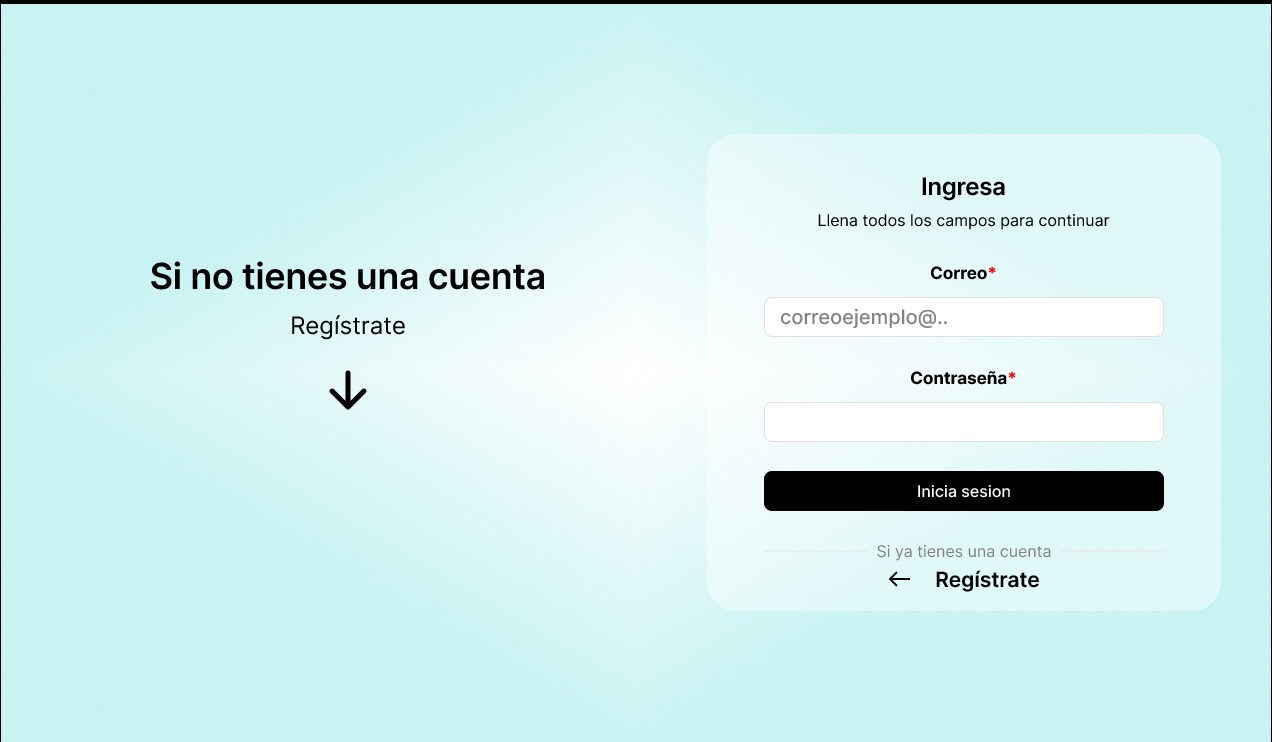 Si no tienes una cuenta
Regístrate
Ingresa
Llena todos los campos para continuar
Correo*
correoejemplo@..
Contraseña*
Inicia sesion
Si ya tienes una cuenta
Regístrate